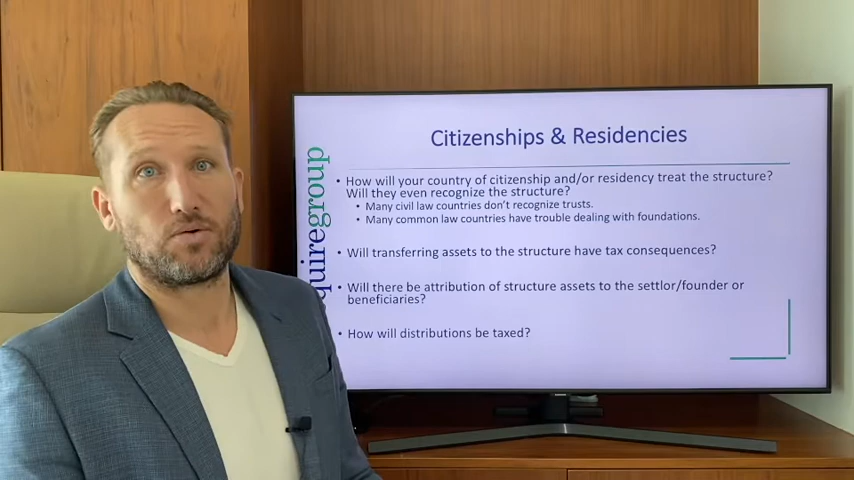 Citizenships & Residencies
quiregroup
• How will your country of citizenship and/or residency treat the structure?
Will they even recognize the structure?
• Many civil law countries don't recognize trusts.
• Many common law countries have trouble dealing with foundations.
• Will transferring assets to the structure have tax consequences?
• Will there be attribution of structure assets to the settlor/founder or
beneficiaries?
• How will distributions be taxed?